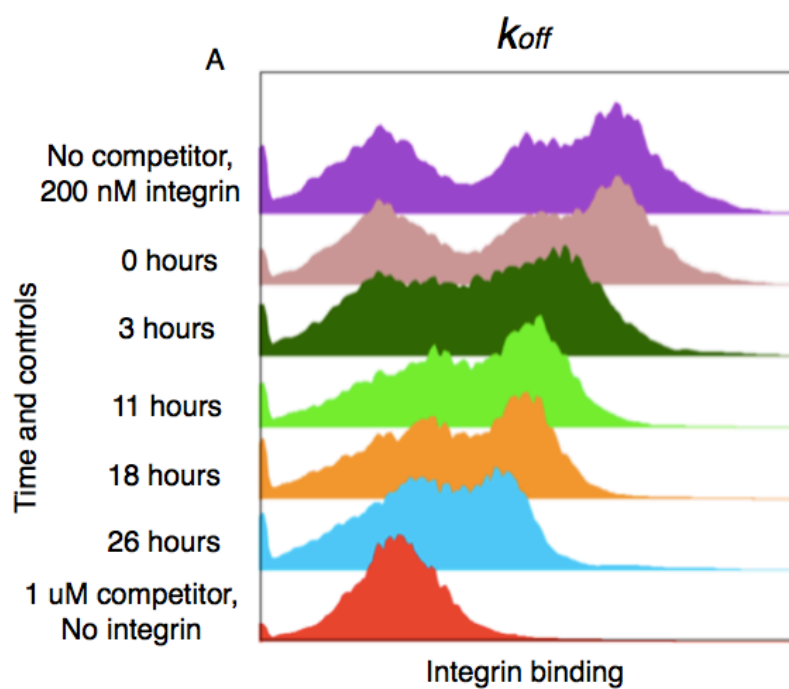 koff
A
No competitor,
200 nM integrin
0 hours
3 hours
11 hours
18 hours
26 hours
1 uM competitor,
No integrin
Time and controls
Integrin binding